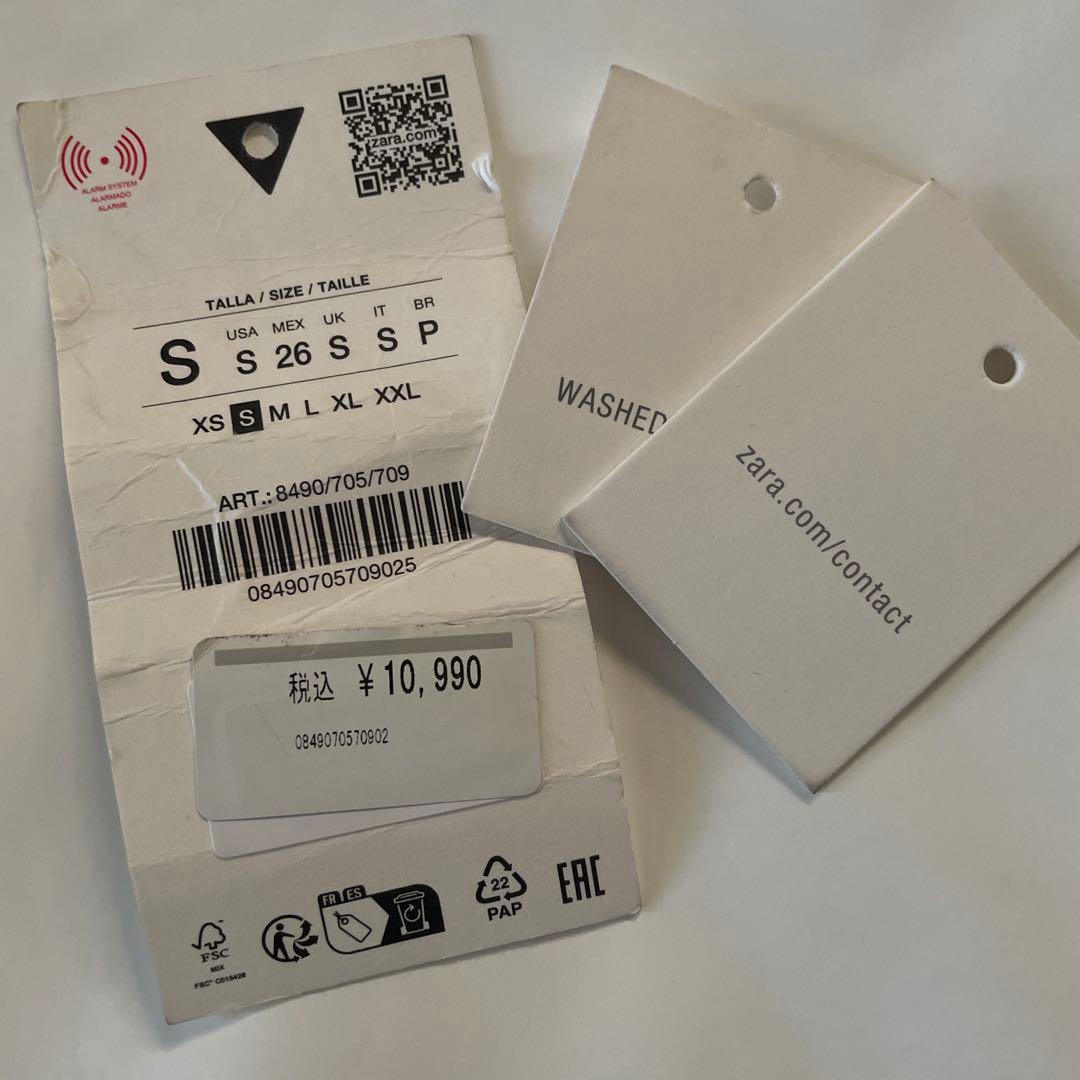 ALARM SYSTEM
ALARMADO
ALARME
zara.com
TALLA / SIZE / TAILLE
S
USA MEX UK IT BR
S 26 S S P
XS S M L XL XXL
ART.: 8490/705/709
08490705709025
税込 ¥10,990
0849070570902
FSC
MIX
FSC® C015426
FR ES
22
PAP
EAC
WASHED
zara.com/contact